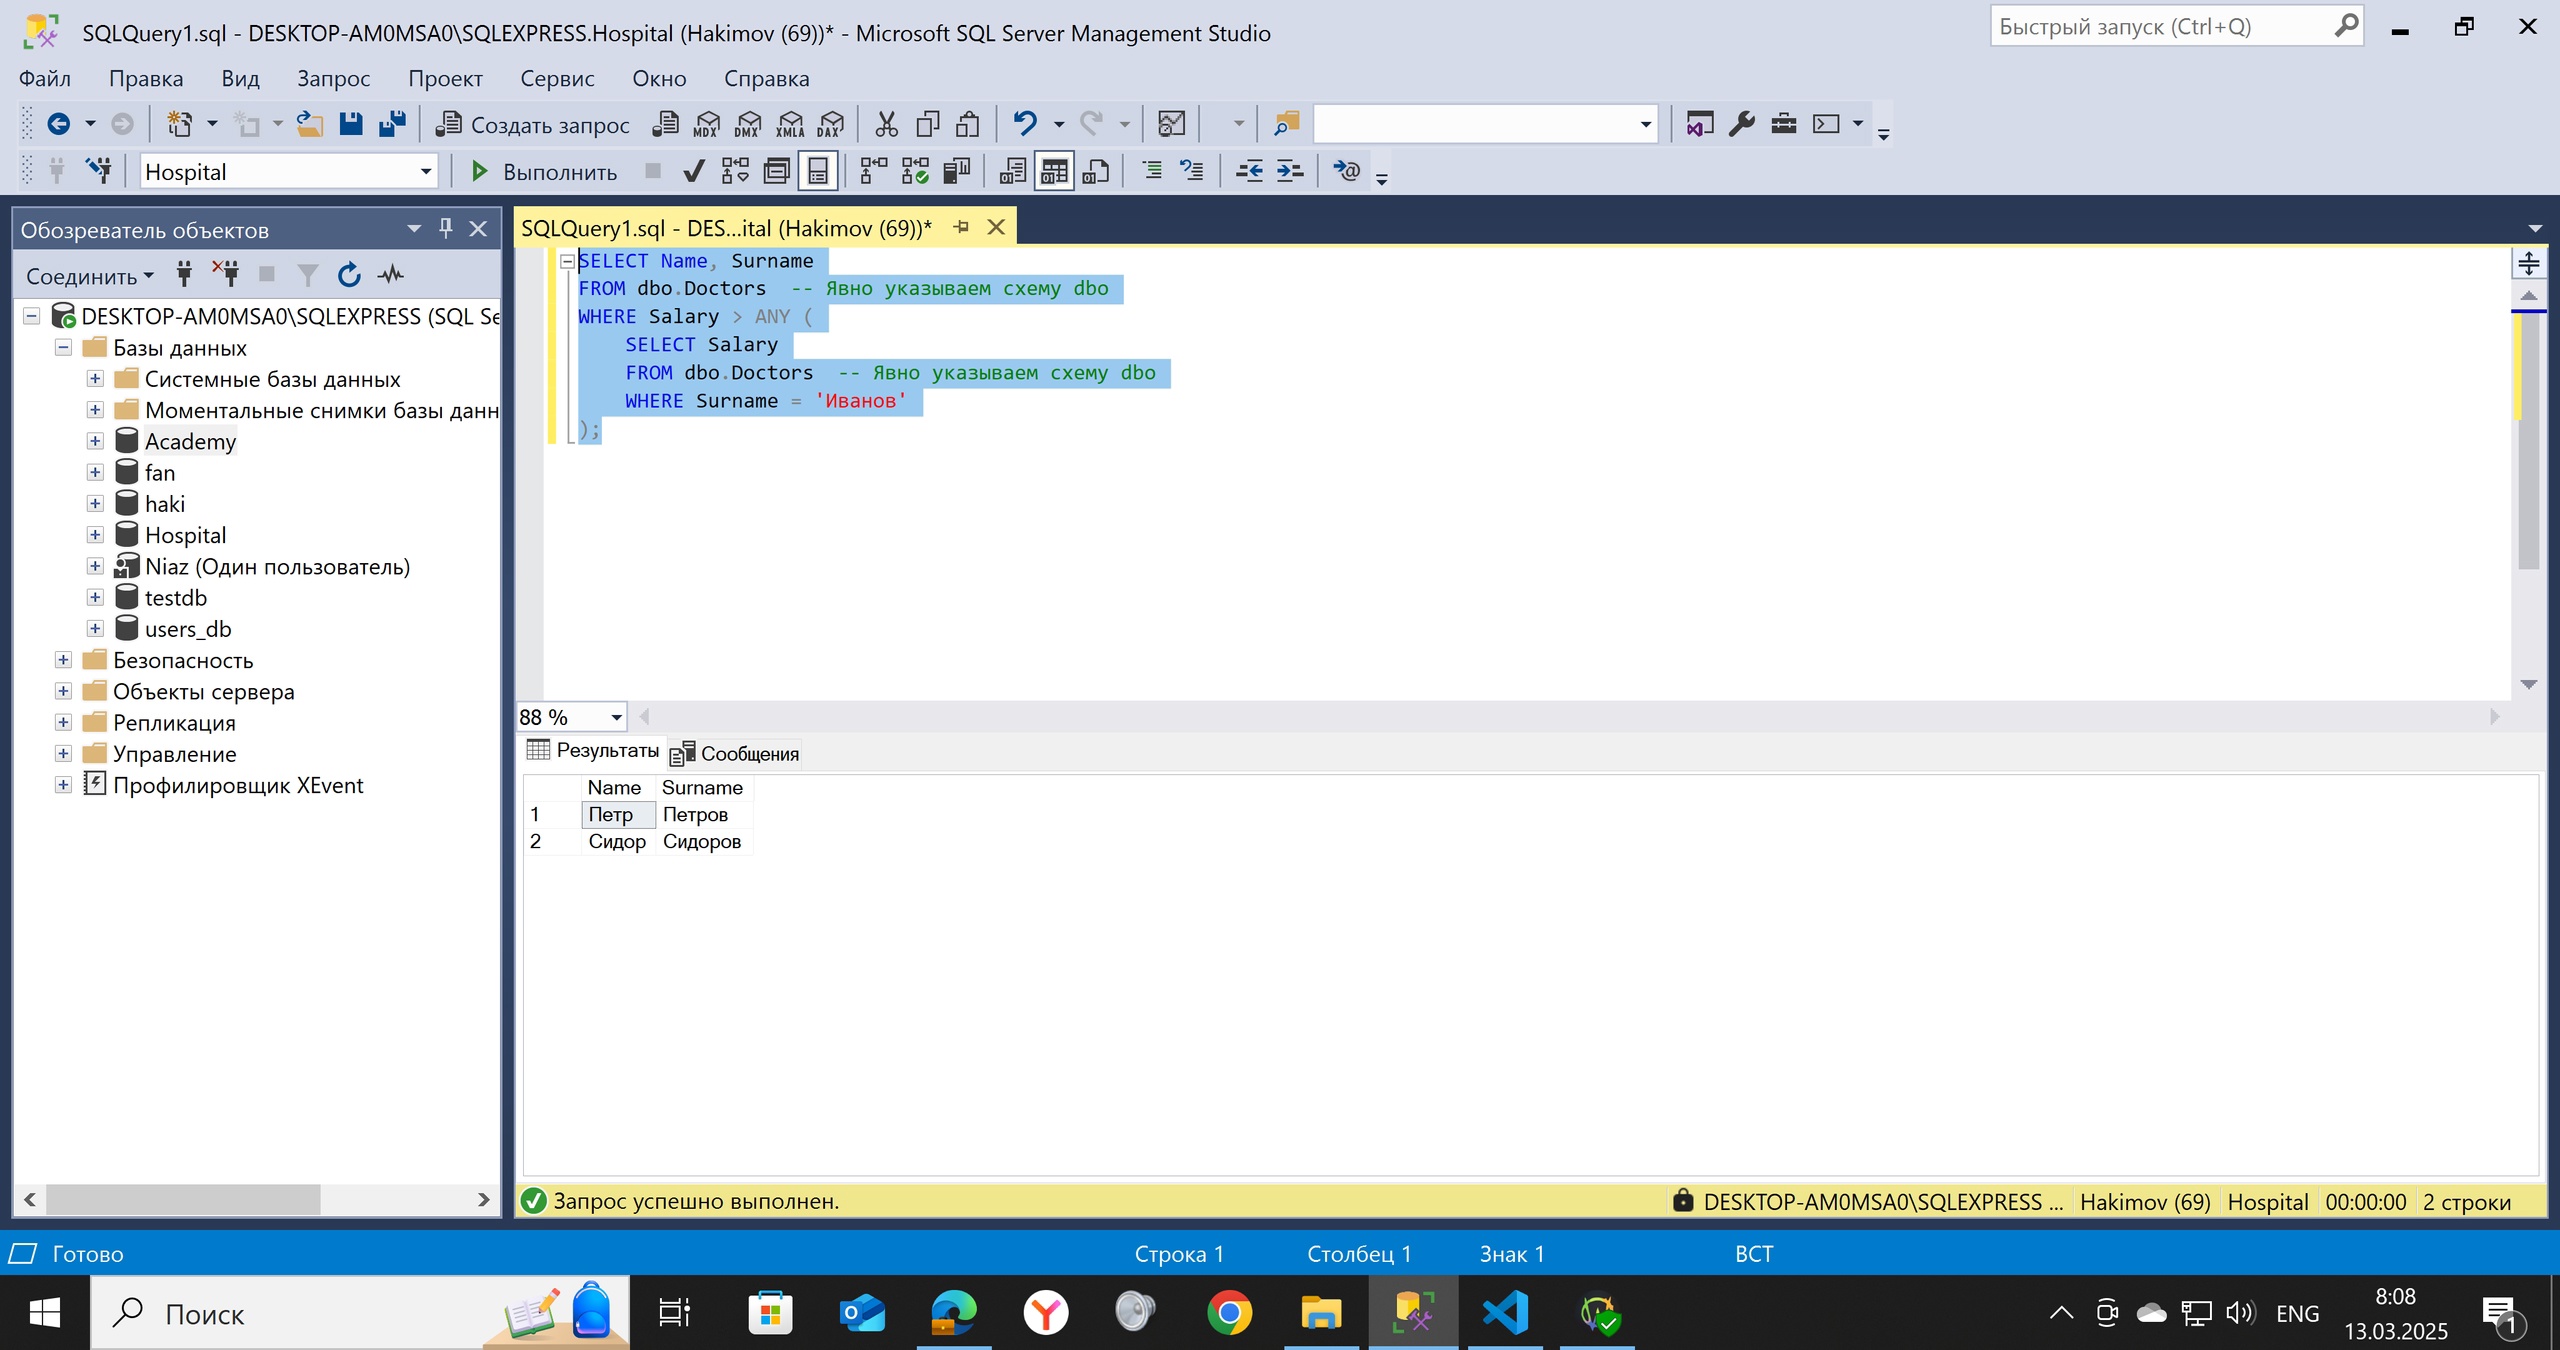 SQLQuery1.sql - DESKTOP-AM0MSA0\SQLEXPRESS.Hospital (Hakimov (69))* - Microsoft SQL Server Management Studio
Быстрый запуск (Ctrl+Q)
Файл Правка Вид Запрос Проект Сервис Окно Справка
Создать запрос MDX DMX XMLA DAX
Hospital Выполнить
Обозреватель объектов
SQLQuery1.sql - DES...ital (Hakimov (69))*
Соединить
DESKTOP-AM0MSA0\SQLEXPRESS (SQL Se
Базы данных
Системные базы данных
Моментальные снимки базы данн
Academy
fan
haki
Hospital
Niaz (Один пользователь)
testdb
users_db
Безопасность
Объекты сервера
Репликация
Управление
Профилировщик XEvent
SELECT Name, Surname
FROM dbo.Doctors -- Явно указываем схему dbo
WHERE Salary > ANY (
SELECT Salary
FROM dbo.Doctors -- Явно указываем схему dbo
WHERE Surname = 'Иванов'
);
88 %
Результаты Сообщения
Name Surname
1 Петр Петров
2 Сидор Сидоров
Запрос успешно выполнен. DESKTOP-AM0MSA0\SQLEXPRESS ... Hakimov (69) Hospital 00:00:00 2 строки
Готово Строка 1 Столбец 1 Знак 1 ВСТ
Поиск
ENG
8:08
13.03.2025
1